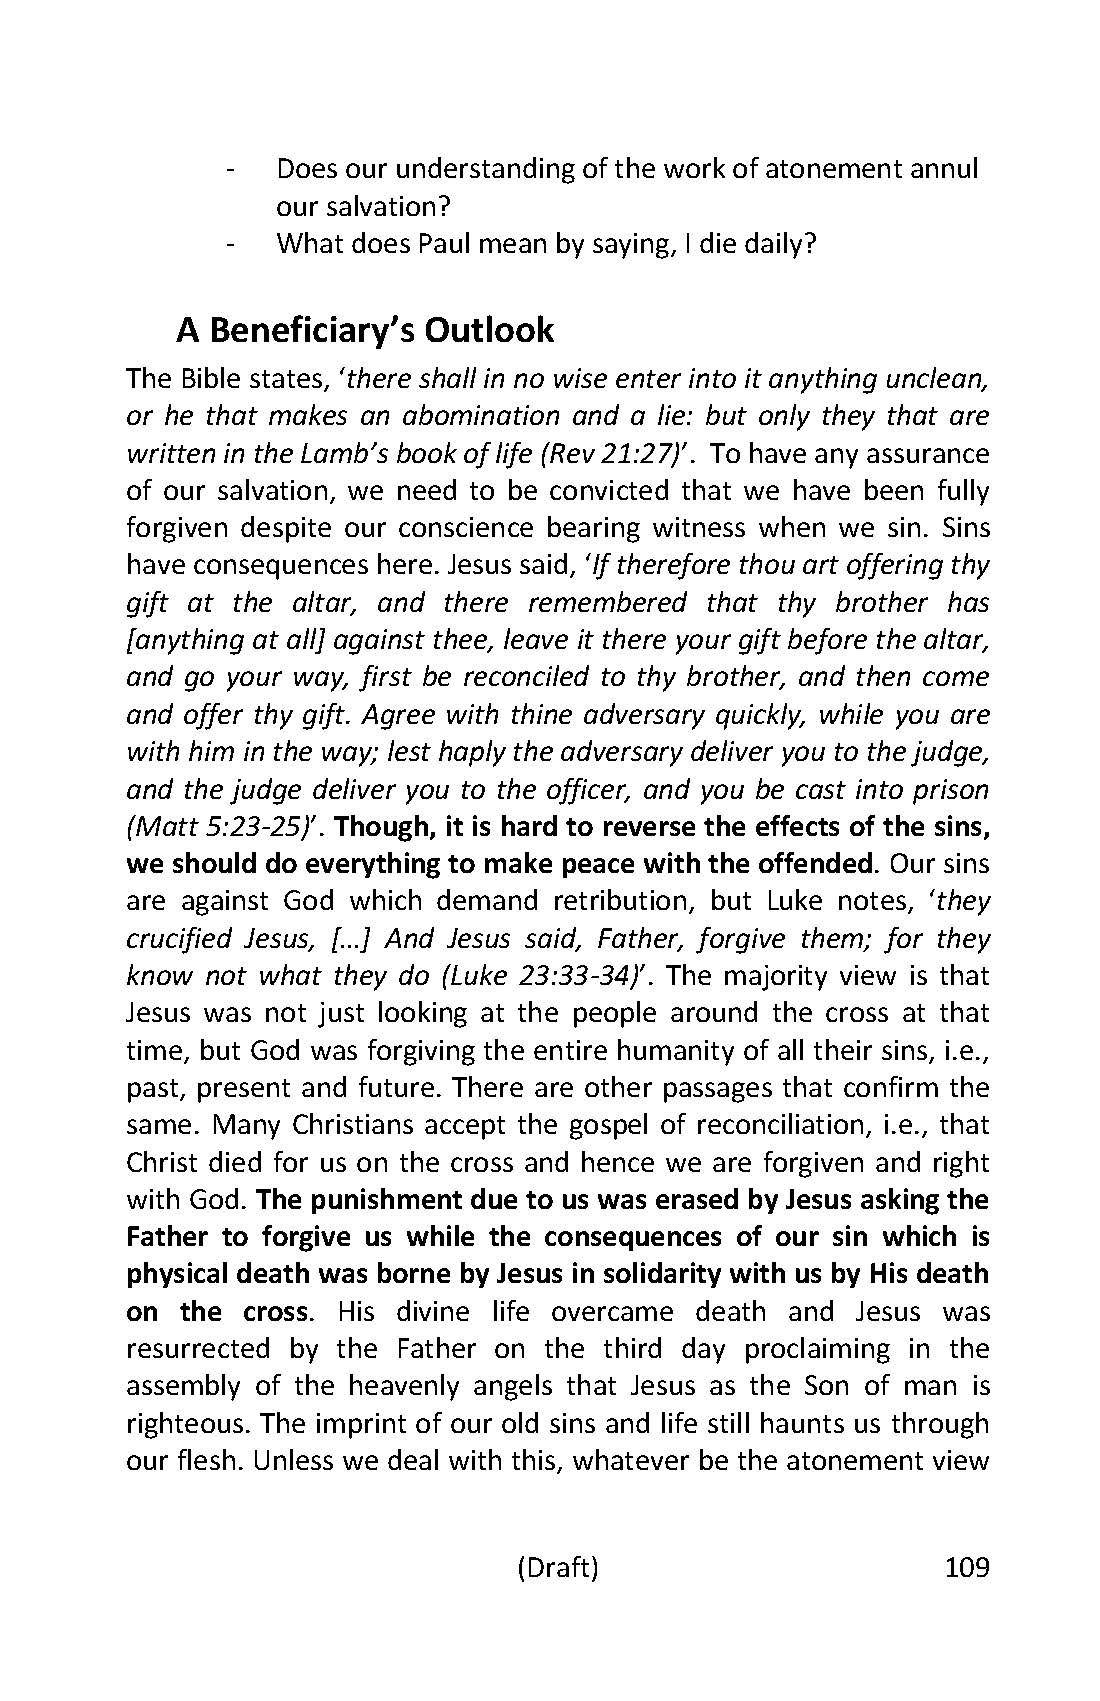 - Does our understanding of the work of atonement annul
our salvation?
- What does Paul mean by saying, I die daily?
A Beneficiary’s Outlook
The Bible states, ‘there shall in no wise enter into it anything unclean,
or he that makes an abomination and a lie: but only they that are
written in the Lamb’s book of life (Rev 21:27)’. To have any assurance
of our salvation, we need to be convicted that we have been fully
forgiven despite our conscience bearing witness when we sin. Sins
have consequences here. Jesus said, ‘If therefore thou art offering thy
gift at the altar, and there remembered that thy brother has
[anything at all] against thee, leave it there your gift before the altar,
and go your way, first be reconciled to thy brother, and then come
and offer thy gift. Agree with thine adversary quickly, while you are
with him in the way; lest haply the adversary deliver you to the judge,
and the judge deliver you to the officer, and you be cast into prison
(Matt 5:23-25)’. Though, it is hard to reverse the effects of the sins,
we should do everything to make peace with the offended. Our sins
are against God which demand retribution, but Luke notes, ‘they
crucified Jesus, […] And Jesus said, Father, forgive them; for they
know not what they do (Luke 23:33-34)’. The majority view is that
Jesus was not just looking at the people around the cross at that
time, but God was forgiving the entire humanity of all their sins, i.e.,
past, present and future. There are other passages that confirm the
same. Many Christians accept the gospel of reconciliation, i.e., that
Christ died for us on the cross and hence we are forgiven and right
with God. The punishment due to us was erased by Jesus asking the
Father to forgive us while the consequences of our sin which is
physical death was borne by Jesus in solidarity with us by His death
on the cross. His divine life overcame death and Jesus was
resurrected by the Father on the third day proclaiming in the
assembly of the heavenly angels that Jesus as the Son of man is
righteous. The imprint of our old sins and life still haunts us through
our flesh. Unless we deal with this, whatever be the atonement view
(Draft) 109